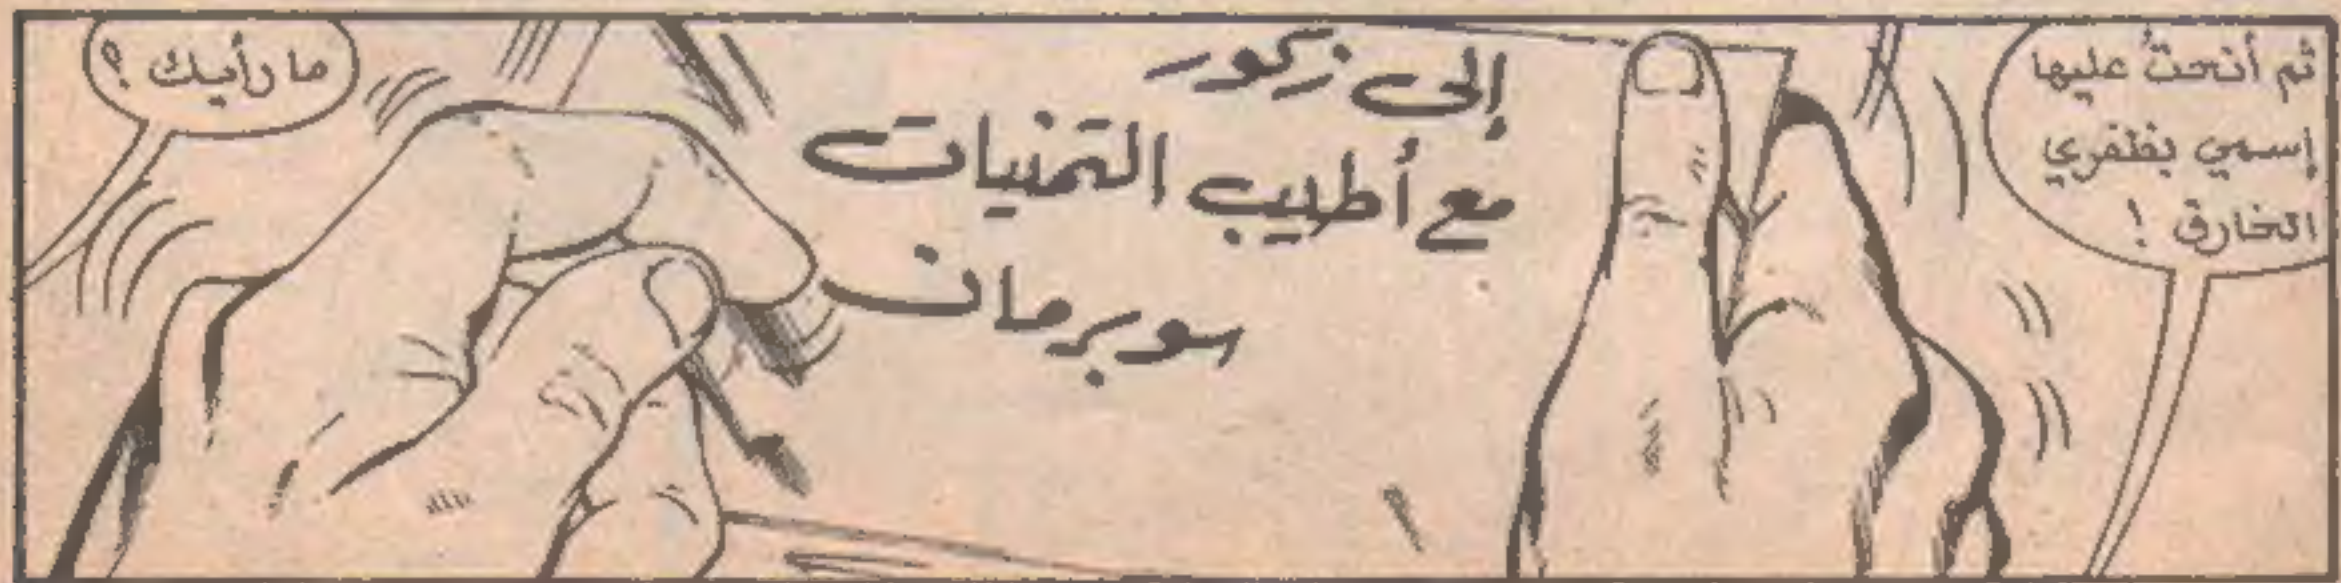 ثم أنحتُ عليها
إسمي بظفري
الخارق !
إلى زكور
مع أطيب التمنيات
سوبرمان
ما رأيك ؟